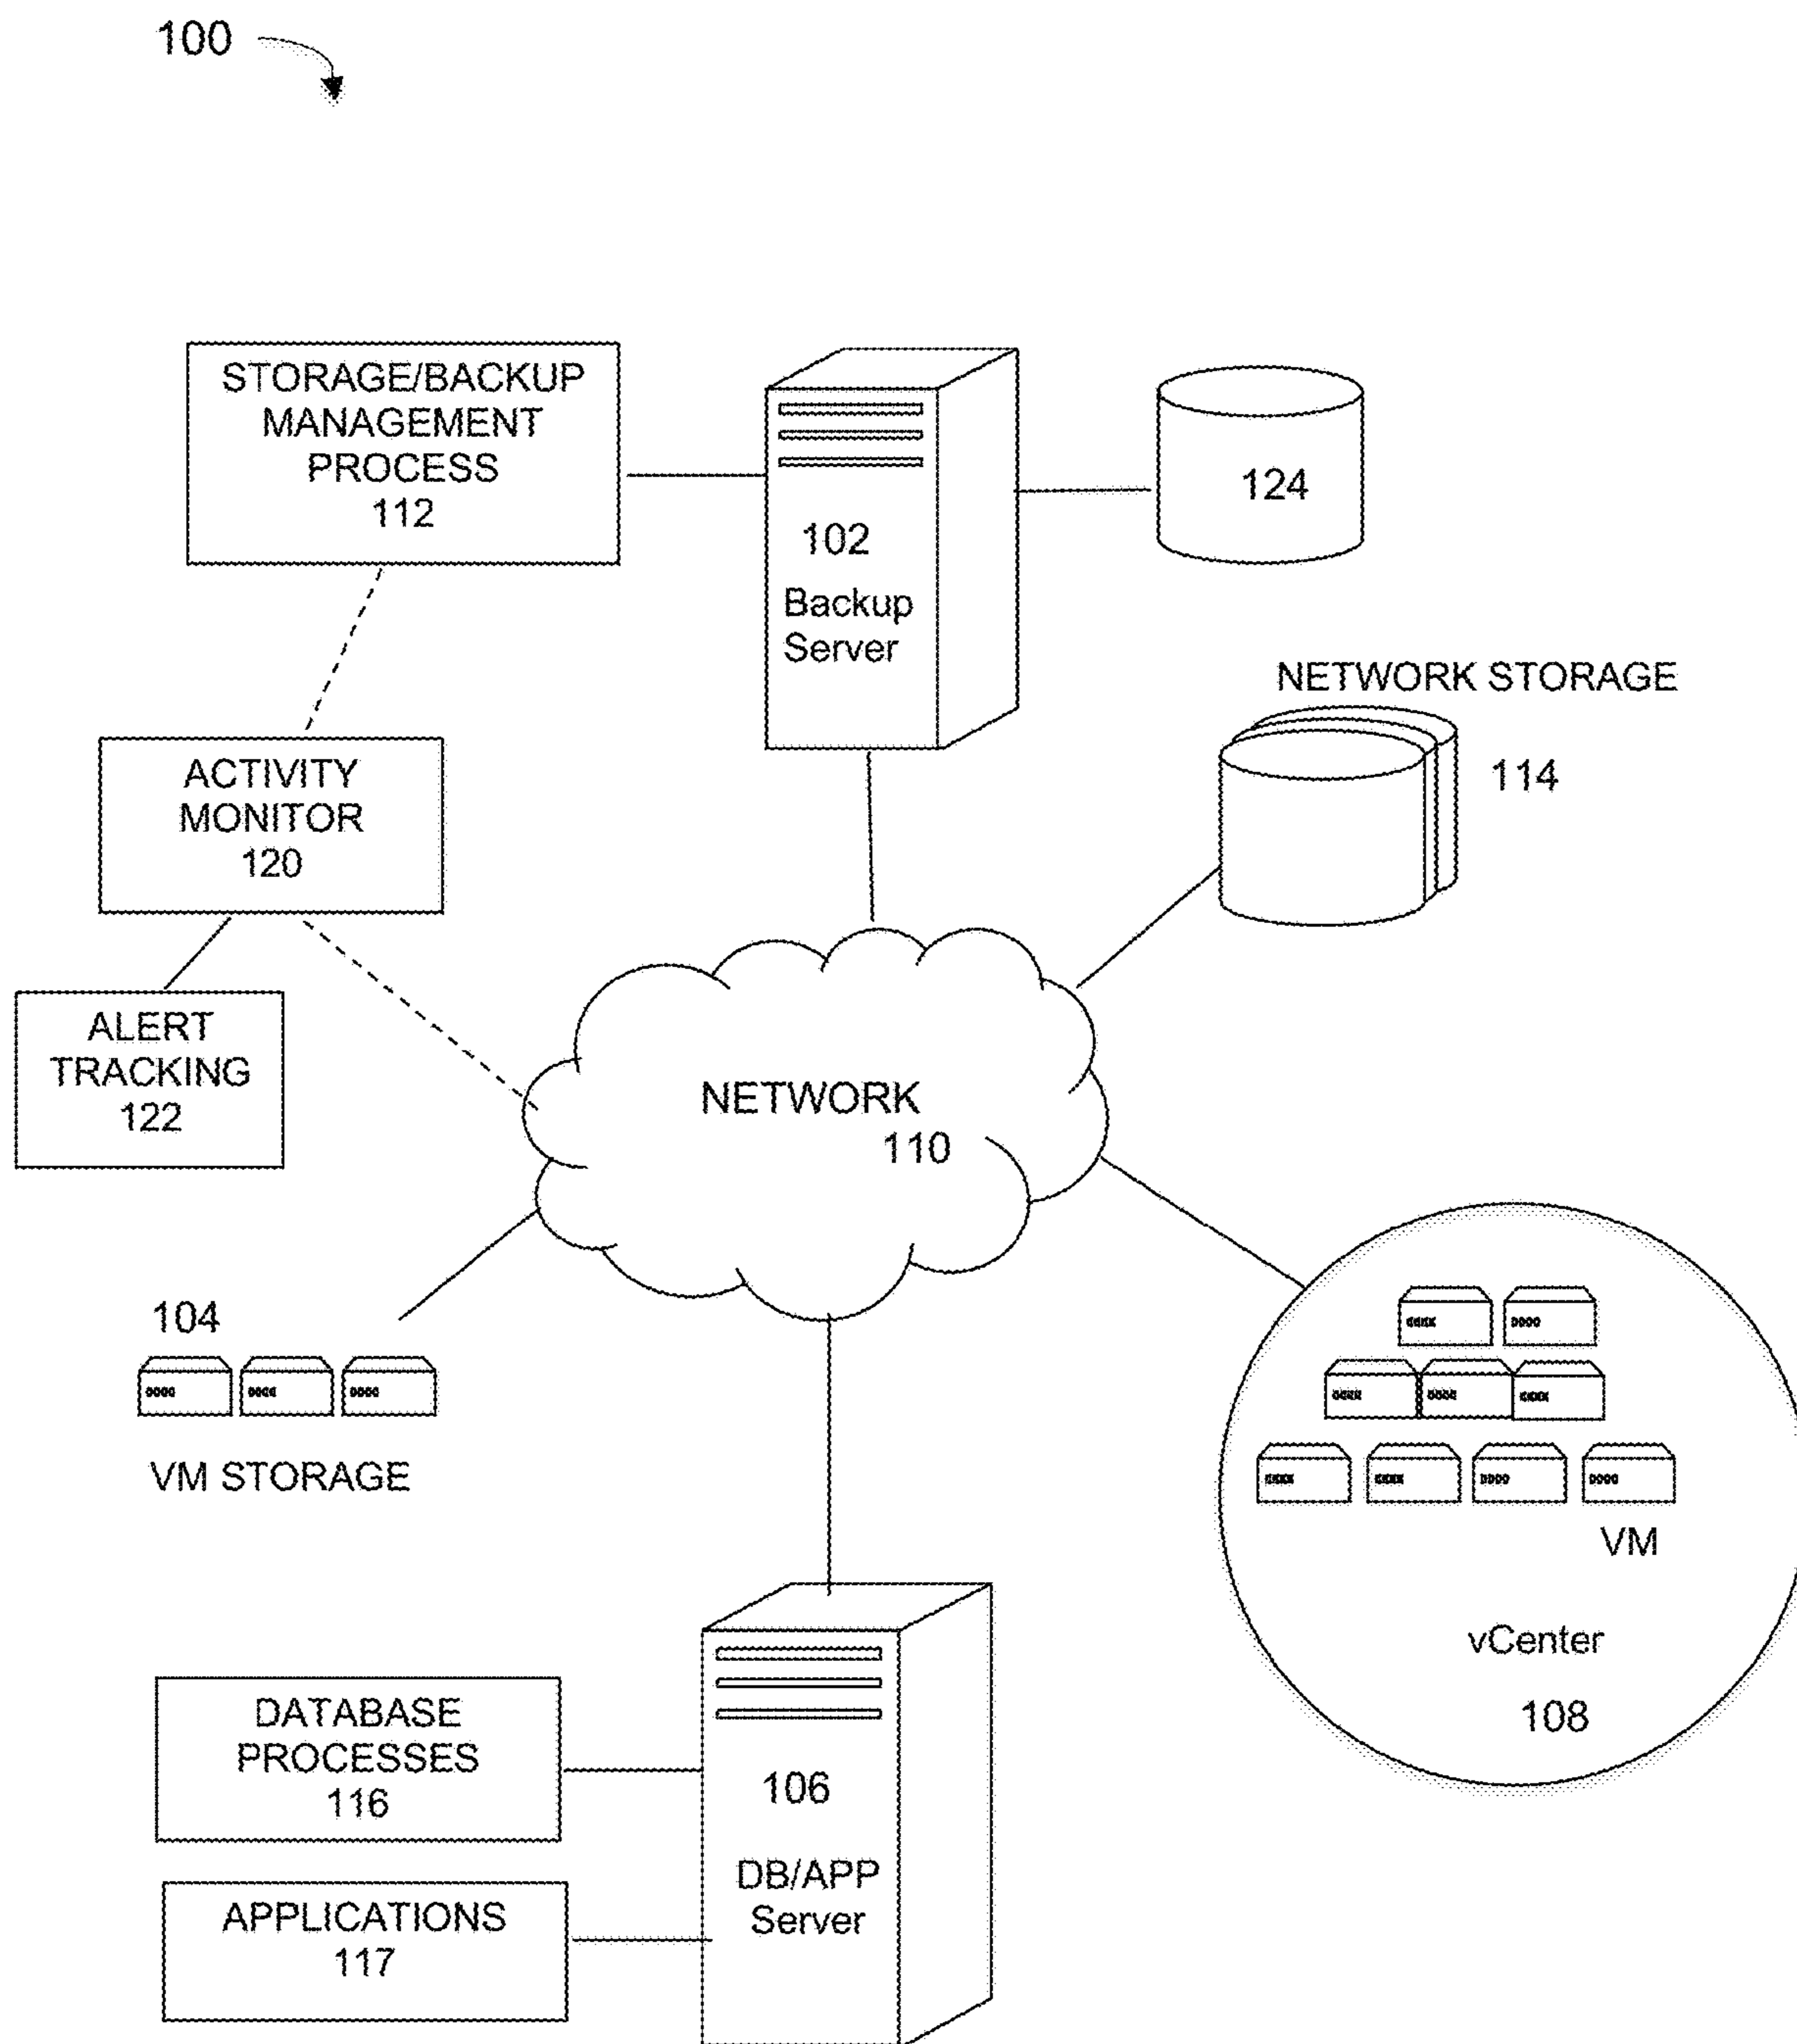 100
STORAGE/BACKUP
MANAGEMENT
PROCESS
112
102
Backup
Server
124
NETWORK STORAGE
114
ACTIVITY
MONITOR
120
ALERT
TRACKING
122
NETWORK
110
104
VM STORAGE
VM
vCenter
108
DATABASE
PROCESSES
116
106
DB/APP
Server
APPLICATIONS
117